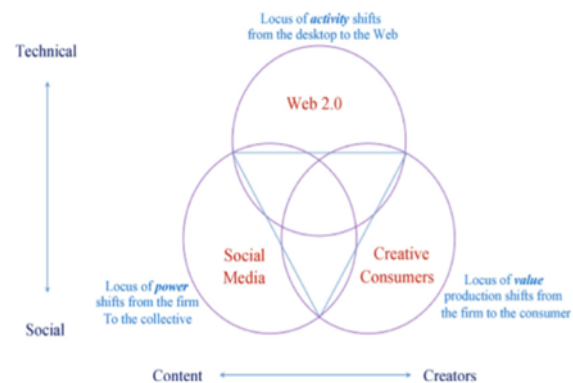 Locus of activity shifts
from the desktop to the Web
Technical
Web 2.0
Social
Media
Creative
Consumers
Locus of power
shifts from the firm
To the collective
Locus of value
production shifts from
the firm to the consumer
Social
Content
Creators